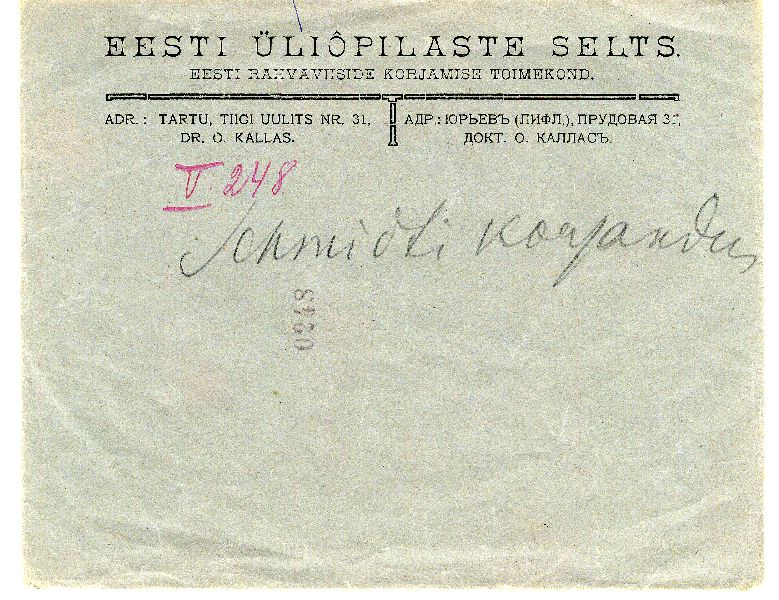 EESTI ÜLIÔPILASTE SELTS.
EESTI RAHVAVIISIDE KORJAMISE TOIMEKOND.
ADR.: TARTU, TIIGI UULITS NR. 31,
DR. O. KALLAS.
АДР.: ЮРЬЕВЪ (ЛИФЛ.), ПРУДОВАЯ
ДОКТ. О. КАЛЛАСЪ.
V. 248.
Schmidti korjandus
0248